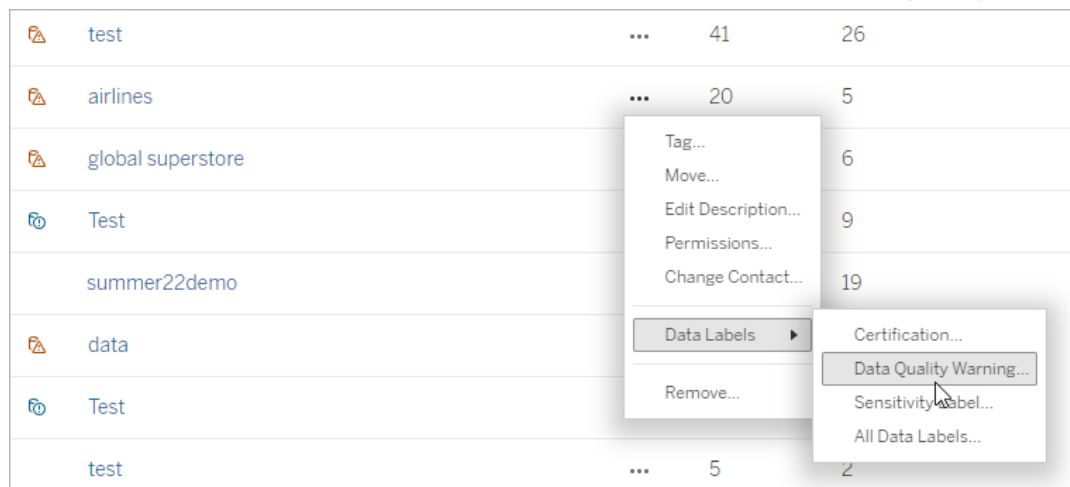 test ... 41 26
airlines ... 20 5
global superstore 6
Test 9
summer22demo 19
data
Test
test ... 5 2
Tag...
Move...
Edit Description...
Permissions...
Change Contact...
Data Labels
Remove...
Certification...
Data Quality Warning...
Sensitivity Label...
All Data Labels...